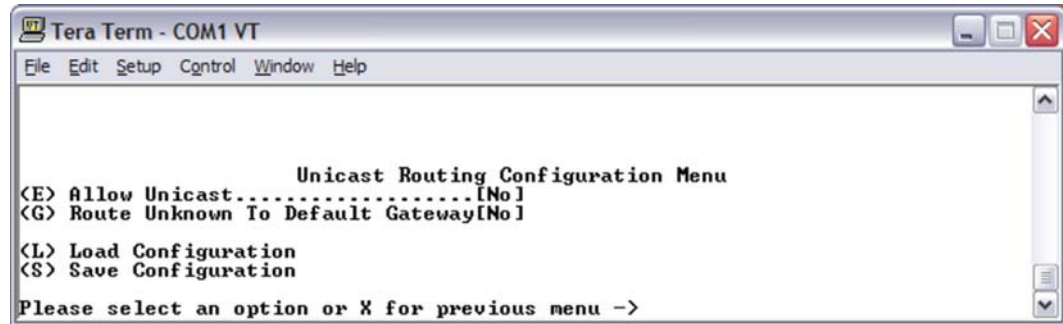 Tera Term - COM1 VT
File Edit Setup Control Window Help
Unicast Routing Configuration Menu
(E) Allow Unicast...................[No]
(G) Route Unknown To Default Gateway[No]
(L) Load Configuration
(S) Save Configuration
Please select an option or X for previous menu ->